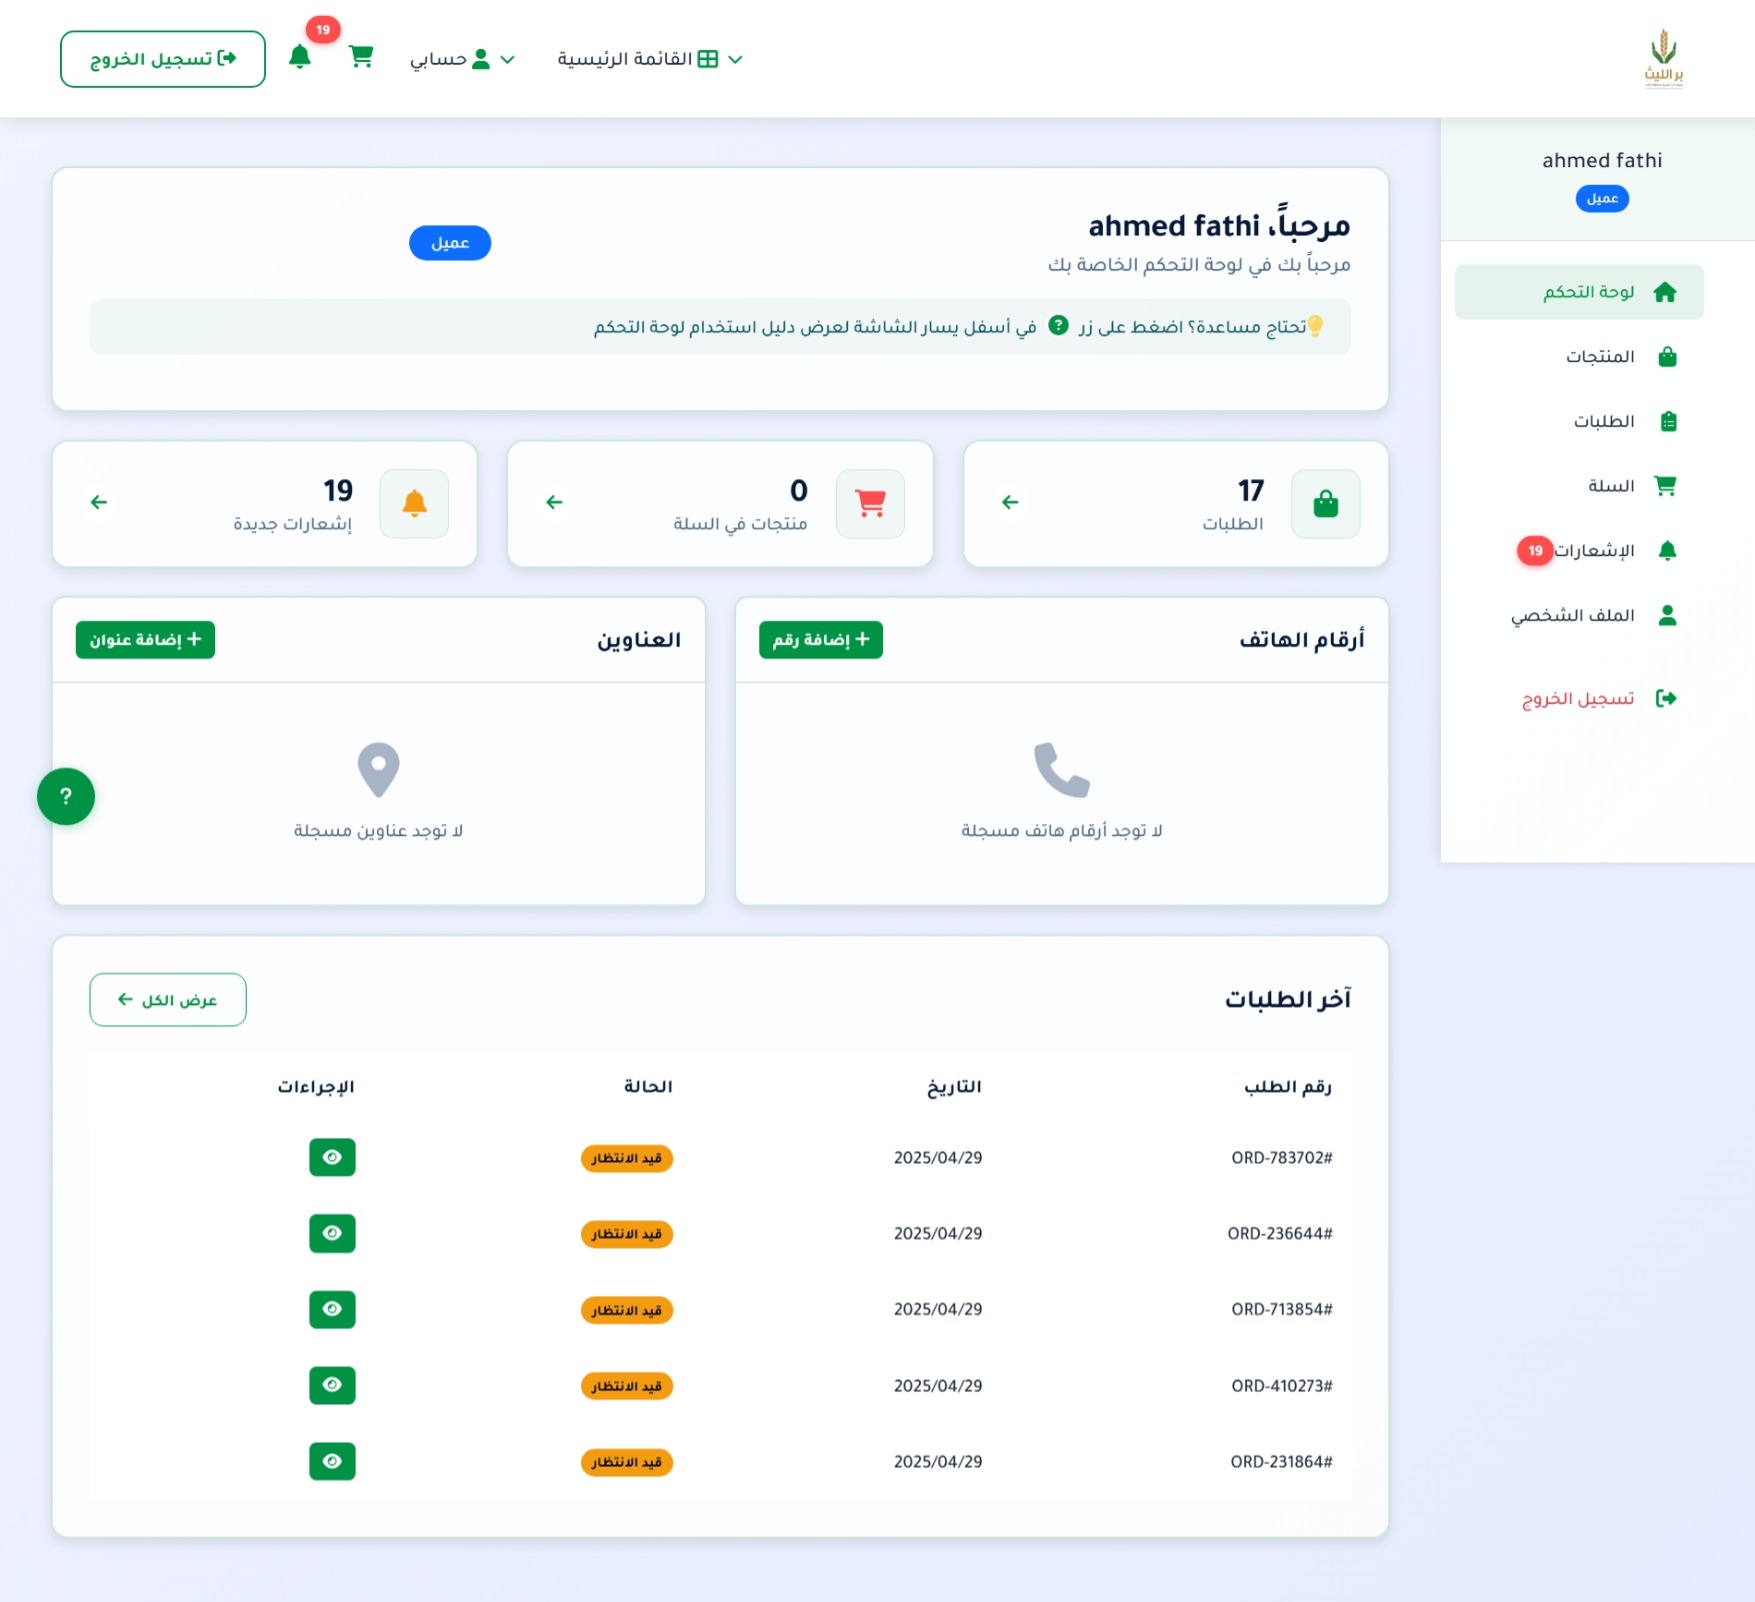 بر الليث
القائمة الرئيسية
حسابي
19
تسجيل الخروج
ahmed fathi
عميل
لوحة التحكم
المنتجات
الطلبات
السلة
الإشعارات 19
الملف الشخصي
تسجيل الخروج
مرحباً، ahmed fathi
عميل
مرحباً بك في لوحة التحكم الخاصة بك
تحتاج مساعدة؟ اضغط على زر ? في أسفل يسار الشاشة لعرض دليل استخدام لوحة التحكم
17
الطلبات
0
منتجات في السلة
19
إشعارات جديدة
أرقام الهاتف
+ إضافة رقم
لا توجد أرقام هاتف مسجلة
العناوين
+ إضافة عنوان
لا توجد عناوين مسجلة
?
آخر الطلبات
عرض الكل
رقم الطلب التاريخ الحالة الإجراءات
ORD-783702# 2025/04/29 قيد الانتظار
ORD-236644# 2025/04/29 قيد الانتظار
ORD-713854# 2025/04/29 قيد الانتظار
ORD-410273# 2025/04/29 قيد الانتظار
ORD-231864# 2025/04/29 قيد الانتظار